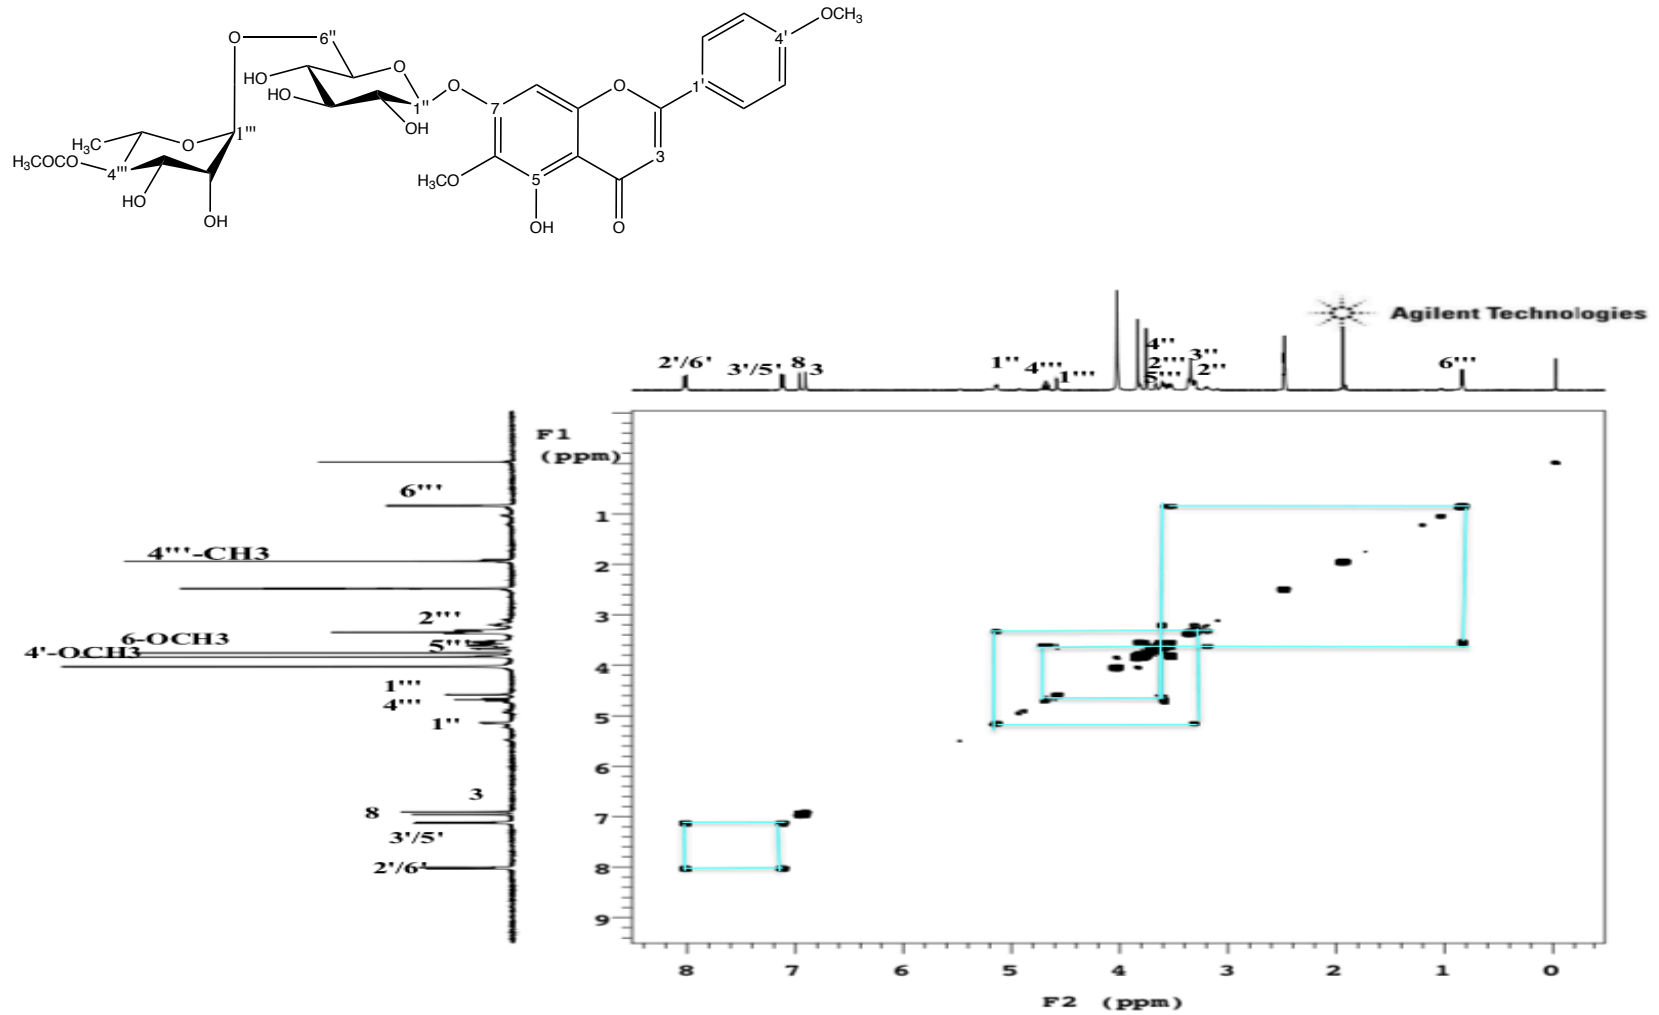 OCH3
4'
1'
O
6''
O
HO
HO
1''
OH
O
7
O
3
5
H3CO
OH
O
H3C
O
1'''
H3COCO
4'''
HO
OH
Agilent Technologies
2'/6'
3'/5'
8
3
1''
4'''
1'''
4''
2'''
5'''
3''
2''
6'''
F1
(ppm)
6'''
4'''-CH3
2'''
6-OCH3
5'''
4'-OCH3
1'''
4'''
1''
3
8
3'/5'
2'/6'
1
2
3
4
5
6
7
8
9
8 7 6 5 4 3 2 1 0
F2 (ppm)